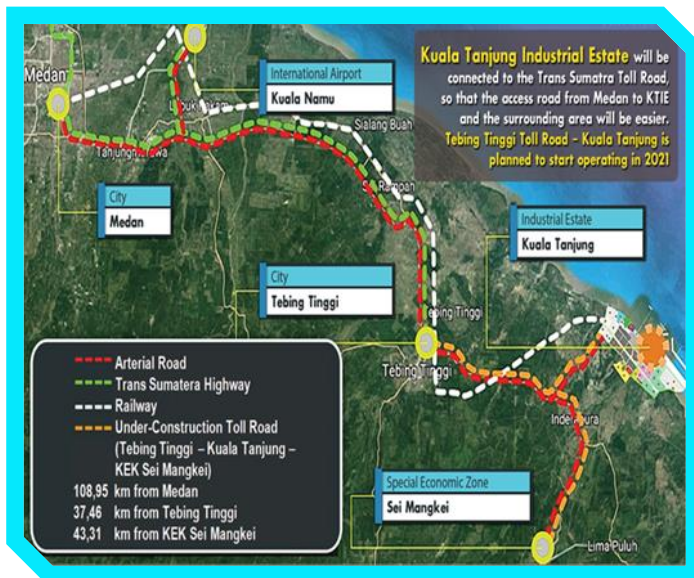 Kuala Tanjung Industrial Estate will be
connected to the Trans Sumatra Toll Road,
so that the access road from Medan to KTIE
and the surrounding area will be easier.
Tebing Tinggi Toll Road – Kuala Tanjung is
planned to start operating in 2021
Medan
International Airport
Kuala Namu
Sialang Buah
City
Medan
Industrial Estate
Kuala Tanjung
City
Tebing Tinggi
Tebing Tinggi
Tebing Tinggi
Arterial Road
Trans Sumatera Highway
Railway
Under-Construction Toll Road
(Tebing Tinggi – Kuala Tanjung –
KEK Sei Mangkei)
108,95 km from Medan
37,46 km from Tebing Tinggi
43,31 km from KEK Sei Mangkei
Special Economic Zone
Sei Mangkei
Lima Puluh